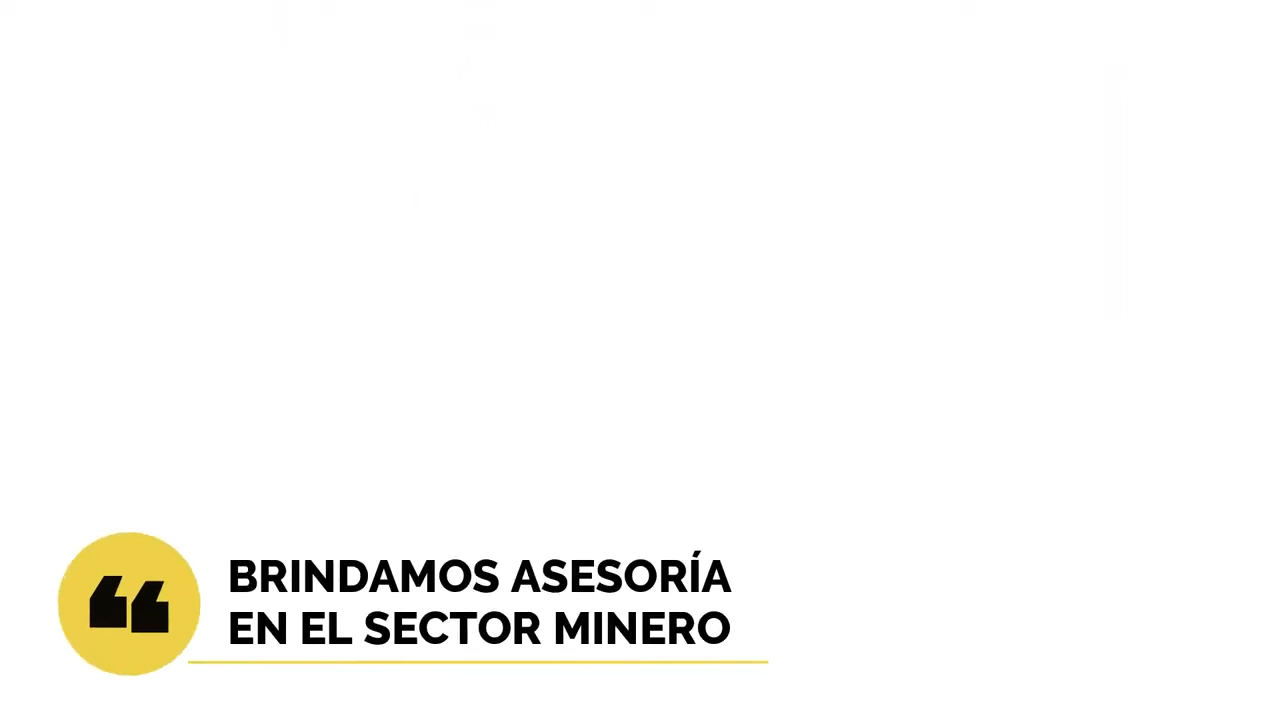 ❝
BRINDAMOS ASESORÍA
EN EL SECTOR MINERO